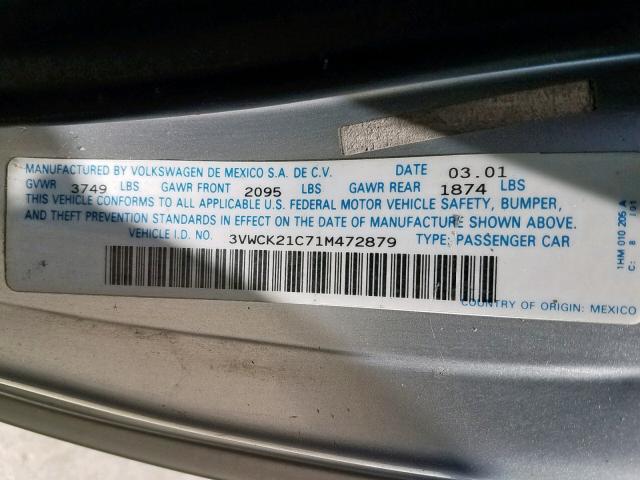 MANUFACTURED BY VOLKSWAGEN DE MEXICO S.A. DE C.V. DATE 03.01
GVWR 3749 LBS GAWR FRONT 2095 LBS GAWR REAR 1874 LBS
THIS VEHICLE CONFORMS TO ALL APPLICABLE U.S. FEDERAL MOTOR VEHICLE SAFETY, BUMPER,
AND THEFT PREVENTION STANDARDS IN EFFECT ON THE DATE OF MANUFACTURE SHOWN ABOVE.
VEHICLE I.D. NO. 3VWCK21C71M472879 TYPE: PASSENGER CAR
COUNTRY OF ORIGIN: MEXICO
1HM 010 205 A
C: 8